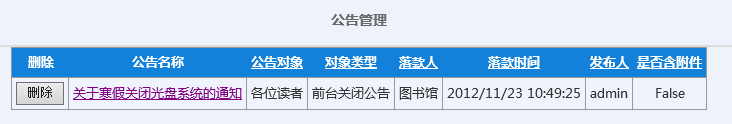 公告管理
删除 公告名称 公告对象 对象类型 落款人 落款时间 发布人 是否含附件
删除 关于寒假关闭光盘系统的通知 各位读者 前台关闭公告 图书馆 2012/11/23 10:49:25 admin False